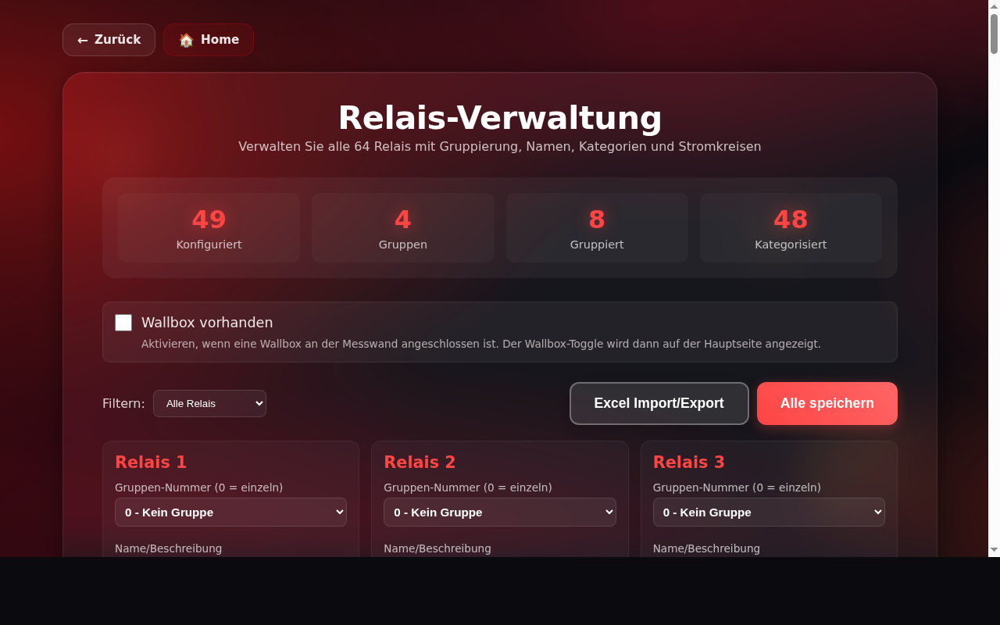 ← Zurück
🏠 Home
Relais-Verwaltung
Verwalten Sie alle 64 Relais mit Gruppierung, Namen, Kategorien und Stromkreisen
49
Konfiguriert
4
Gruppen
8
Gruppiert
48
Kategorisiert
Wallbox vorhanden
Aktivieren, wenn eine Wallbox an der Messwand angeschlossen ist. Der Wallbox-Toggle wird dann auf der Hauptseite angezeigt.
Filtern:
Alle Relais
Excel Import/Export
Alle speichern
Relais 1
Gruppen-Nummer (0 = einzeln)
0 - Kein Gruppe
Name/Beschreibung
Relais 2
Gruppen-Nummer (0 = einzeln)
0 - Kein Gruppe
Name/Beschreibung
Relais 3
Gruppen-Nummer (0 = einzeln)
0 - Kein Gruppe
Name/Beschreibung